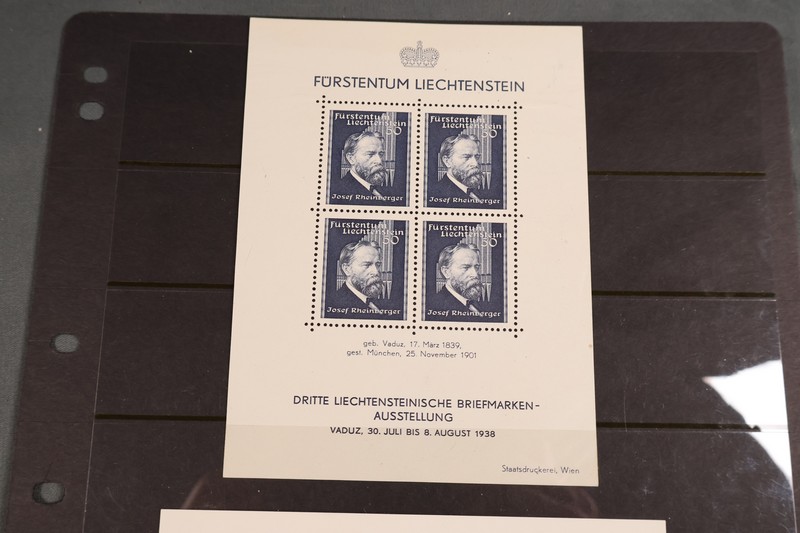 FÜRSTENTUM LIECHTENSTEIN
Fürstentum
Liechtenstein
50
Josef Rheinberger
Fürstentum
Liechtenstein
50
Josef Rheinberger
Fürstentum
Liechtenstein
50
Josef Rheinberger
Fürstentum
Liechtenstein
50
Josef Rheinberger
geb. Vaduz, 17. März 1839,
gest. München, 25. November 1901
DRITTE LIECHTENSTEINISCHE BRIEFMARKEN-
AUSSTELLUNG
VADUZ, 30. JULI BIS 8. AUGUST 1938
Staatsdruckerei, Wien